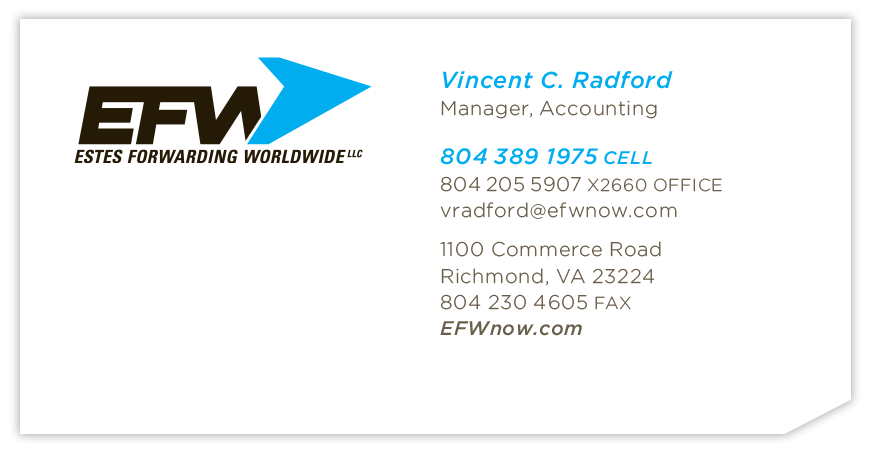 EFW
ESTES FORWARDING WORLDWIDE LLC
Vincent C. Radford
Manager, Accounting
804 389 1975 CELL
804 205 5907 X2660 OFFICE
vradford@efwnow.com
1100 Commerce Road
Richmond, VA 23224
804 230 4605 FAX
EFWnow.com